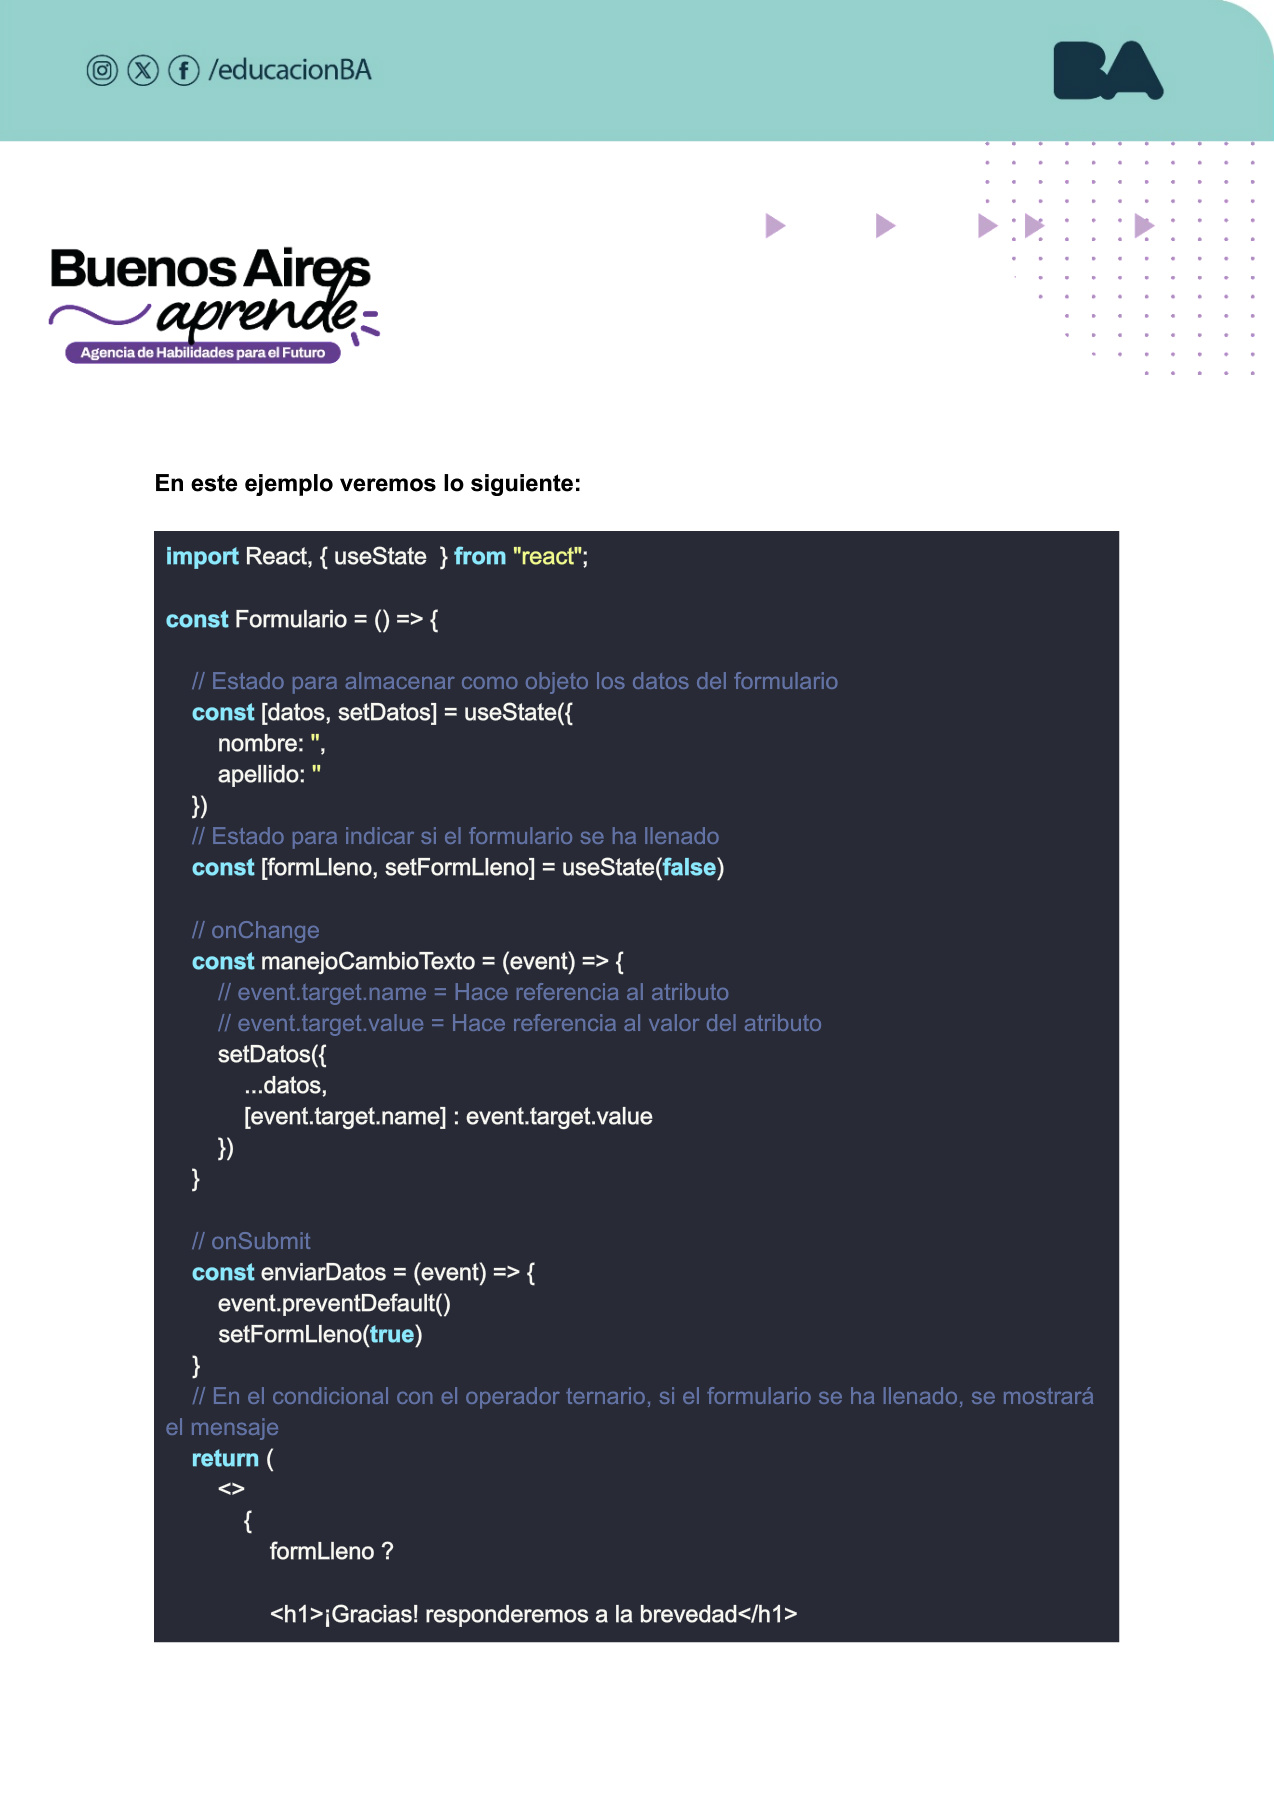 /educacionBA
BA
Buenos Aires
aprende
Agencia de Habilidades para el Futuro
En este ejemplo veremos lo siguiente:
import React, { useState  } from "react";
const Formulario = () => {
// Estado para almacenar como objeto los datos del formulario
const [datos, setDatos] = useState({
nombre: '',
apellido: ''
})
// Estado para indicar si el formulario se ha llenado
const [formLleno, setFormLleno] = useState(false)
// onChange
const manejoCambioTexto = (event) => {
// event.target.name = Hace referencia al atributo
// event.target.value = Hace referencia al valor del atributo
setDatos({
...datos,
[event.target.name] : event.target.value
})
}
// onSubmit
const enviarDatos = (event) => {
event.preventDefault()
setFormLleno(true)
}
// En el condicional con el operador ternario, si el formulario se ha llenado, se mostrará
el mensaje
return (
<>
{
formLleno ?
<h1>¡Gracias! responderemos a la brevedad</h1>